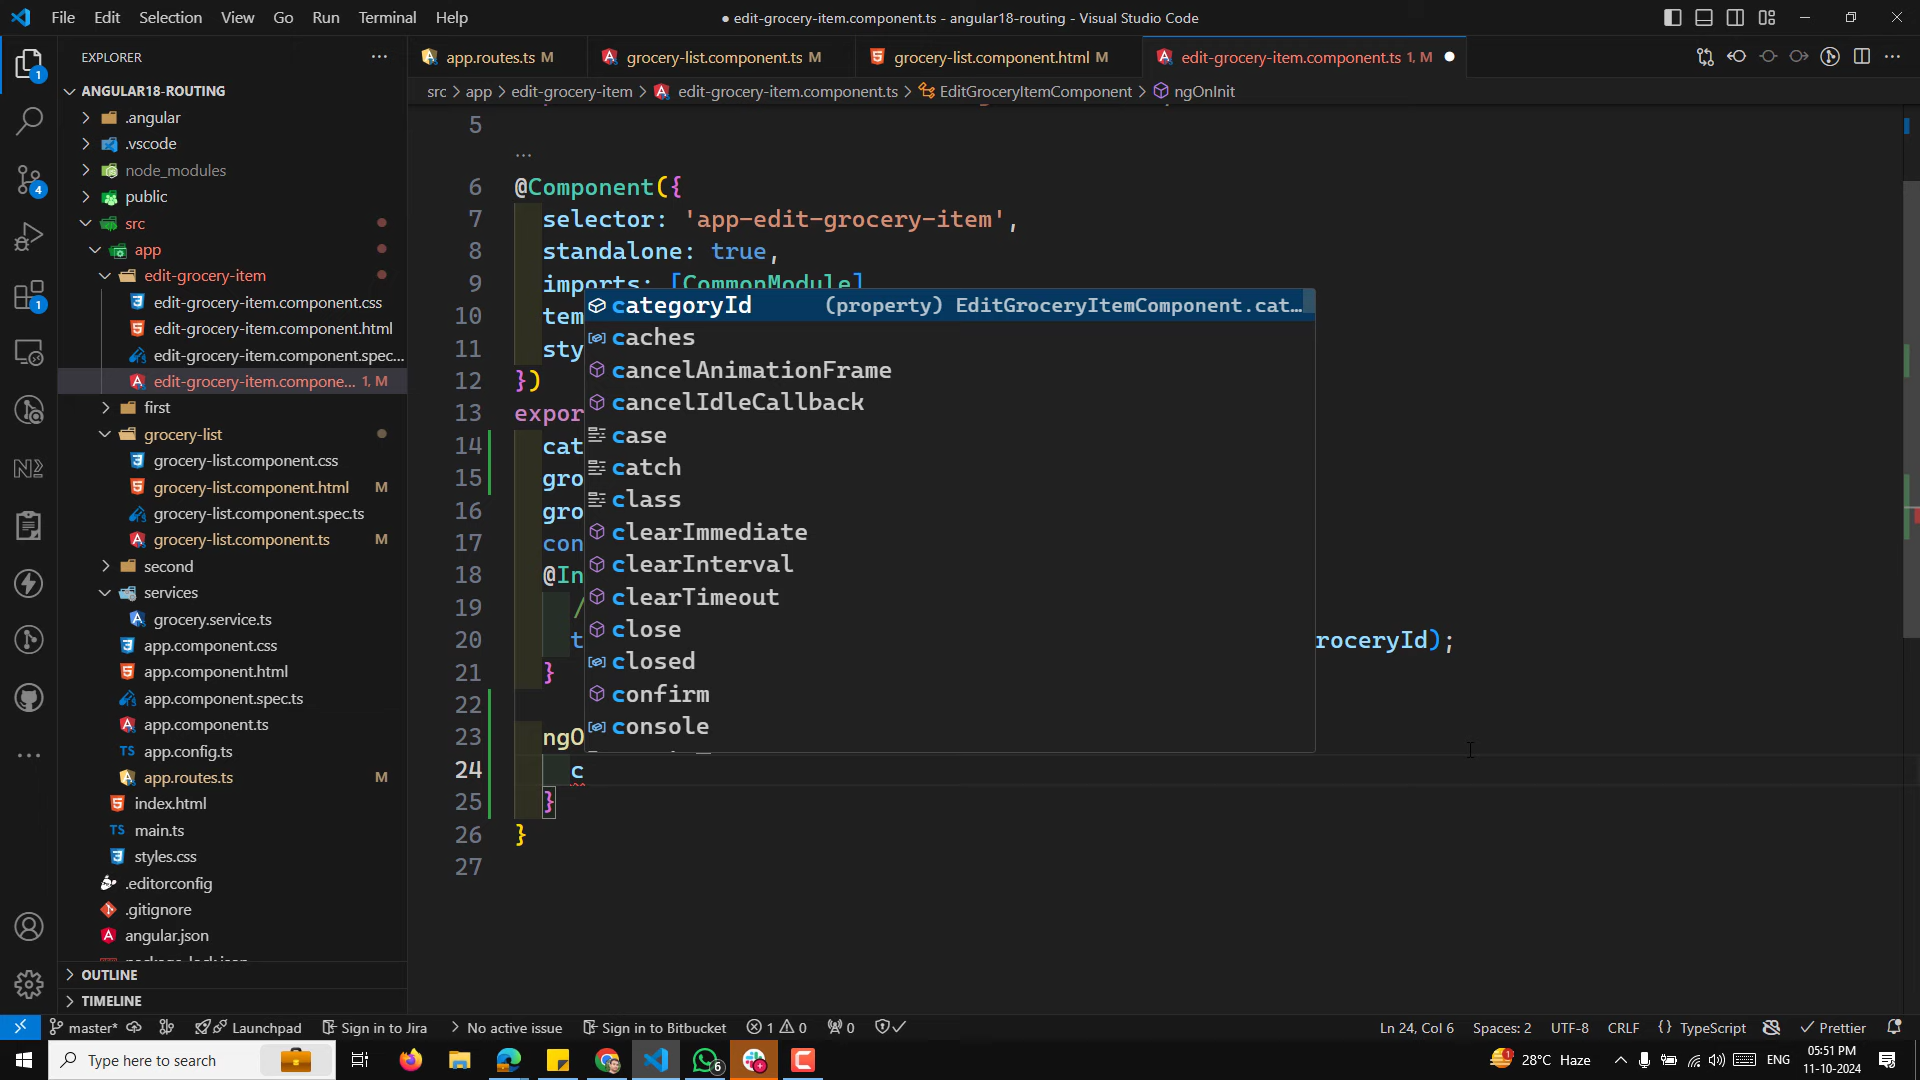 File Edit Selection View Go Run Terminal Help
● edit-grocery-item.component.ts - angular18-routing - Visual Studio Code
EXPLORER
ANGULAR18-ROUTING
.angular
.vscode
node_modules
public
src
app
edit-grocery-item
edit-grocery-item.component.css
edit-grocery-item.component.html
edit-grocery-item.component.spec...
edit-grocery-item.compone... 1, M
first
grocery-list
grocery-list.component.css
grocery-list.component.html M
grocery-list.component.spec.ts
grocery-list.component.ts M
second
services
grocery.service.ts
app.component.css
app.component.html
app.component.spec.ts
app.component.ts
app.config.ts
app.routes.ts M
index.html
main.ts
styles.css
.editorconfig
.gitignore
angular.json
OUTLINE
TIMELINE
app.routes.ts M
grocery-list.component.ts M
grocery-list.component.html M
edit-grocery-item.component.ts 1, M
src > app > edit-grocery-item > edit-grocery-item.component.ts > EditGroceryItemComponent > ngOnInit
5
...
6 @Component({
7 selector: 'app-edit-grocery-item',
8 standalone: true,
9 imports: [CommonModule]
10 tem
11 sty
12 })
13 expor
14 cat
15 gro
16 gro
17 con
18 @In
19 /
20 t roceryId);
21 }
22
23 ngO
24 c
25 }
26 }
27
categoryId (property) EditGroceryItemComponent.cat...
caches
cancelAnimationFrame
cancelIdleCallback
case
catch
class
clearImmediate
clearInterval
clearTimeout
close
closed
confirm
console
master* Launchpad Sign in to Jira > No active issue Sign in to Bitbucket 1 0 0
Ln 24, Col 6 Spaces: 2 UTF-8 CRLF {} TypeScript Prettier
Type here to search
6
28°C Haze
ENG
05:51 PM
11-10-2024